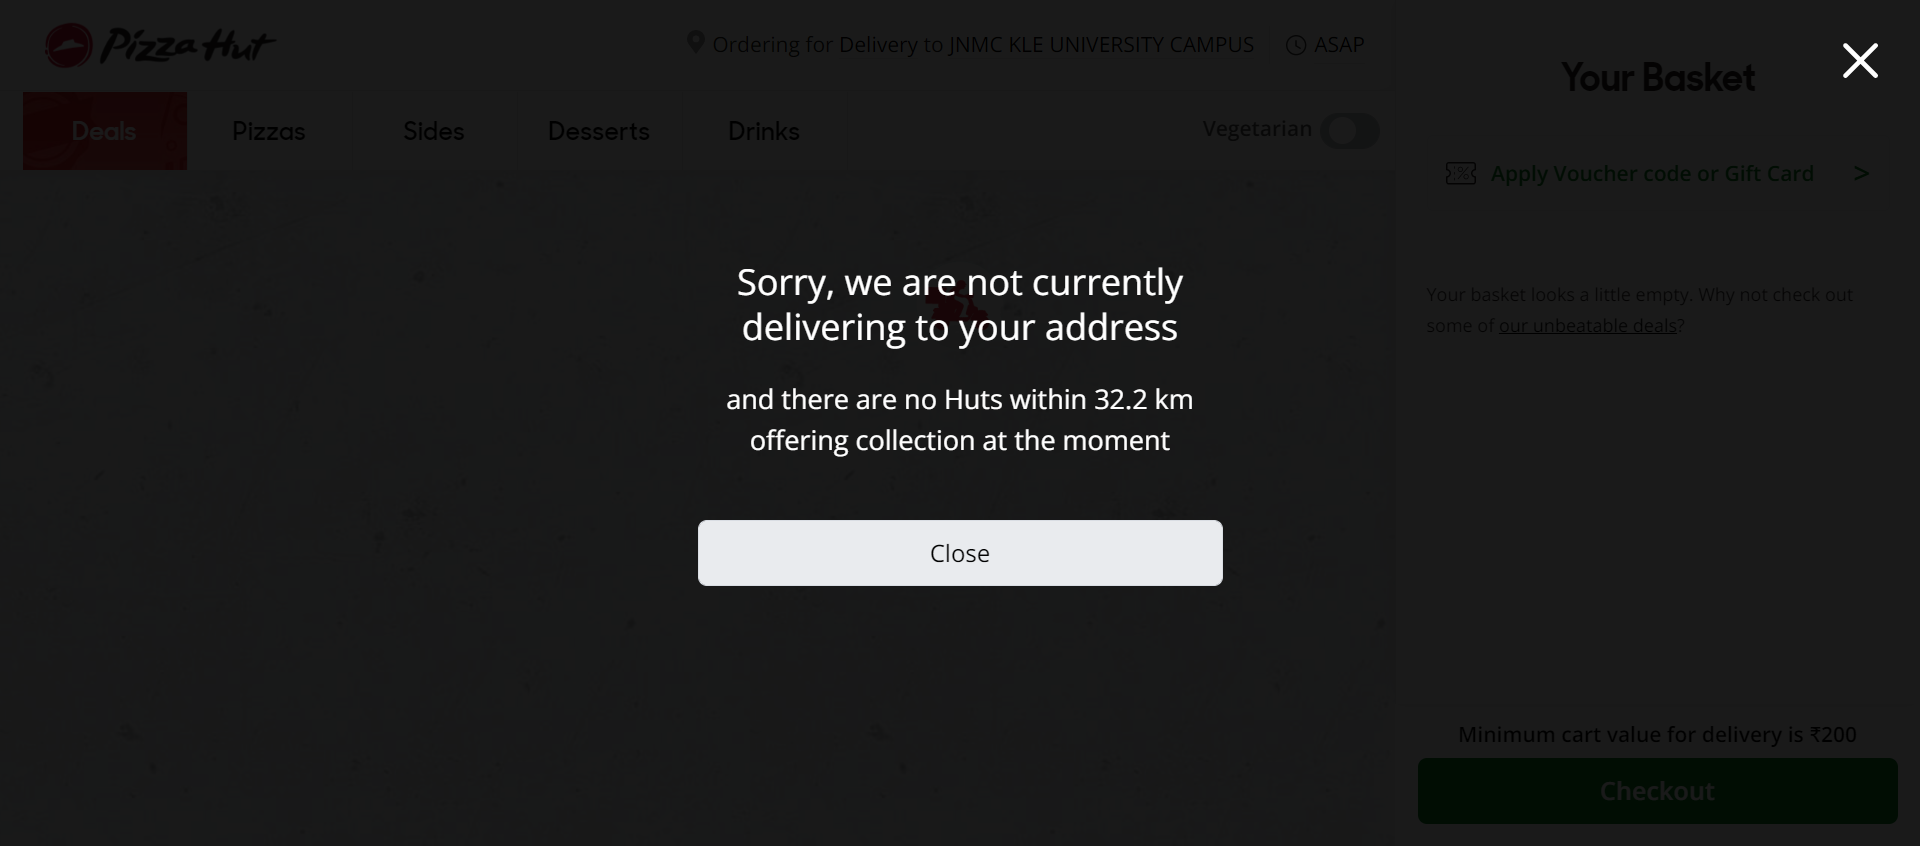 Pizza Hut
Ordering for Delivery to JNMC KLE UNIVERSITY CAMPUS
ASAP
Deals
Pizzas
Sides
Desserts
Drinks
Vegetarian
Your Basket
Apply Voucher code or Gift Card >
Your basket looks a little empty. Why not check out
some of our unbeatable deals?
Sorry, we are not currently
delivering to your address
and there are no Huts within 32.2 km
offering collection at the moment
Close
Minimum cart value for delivery is ₹200
Checkout